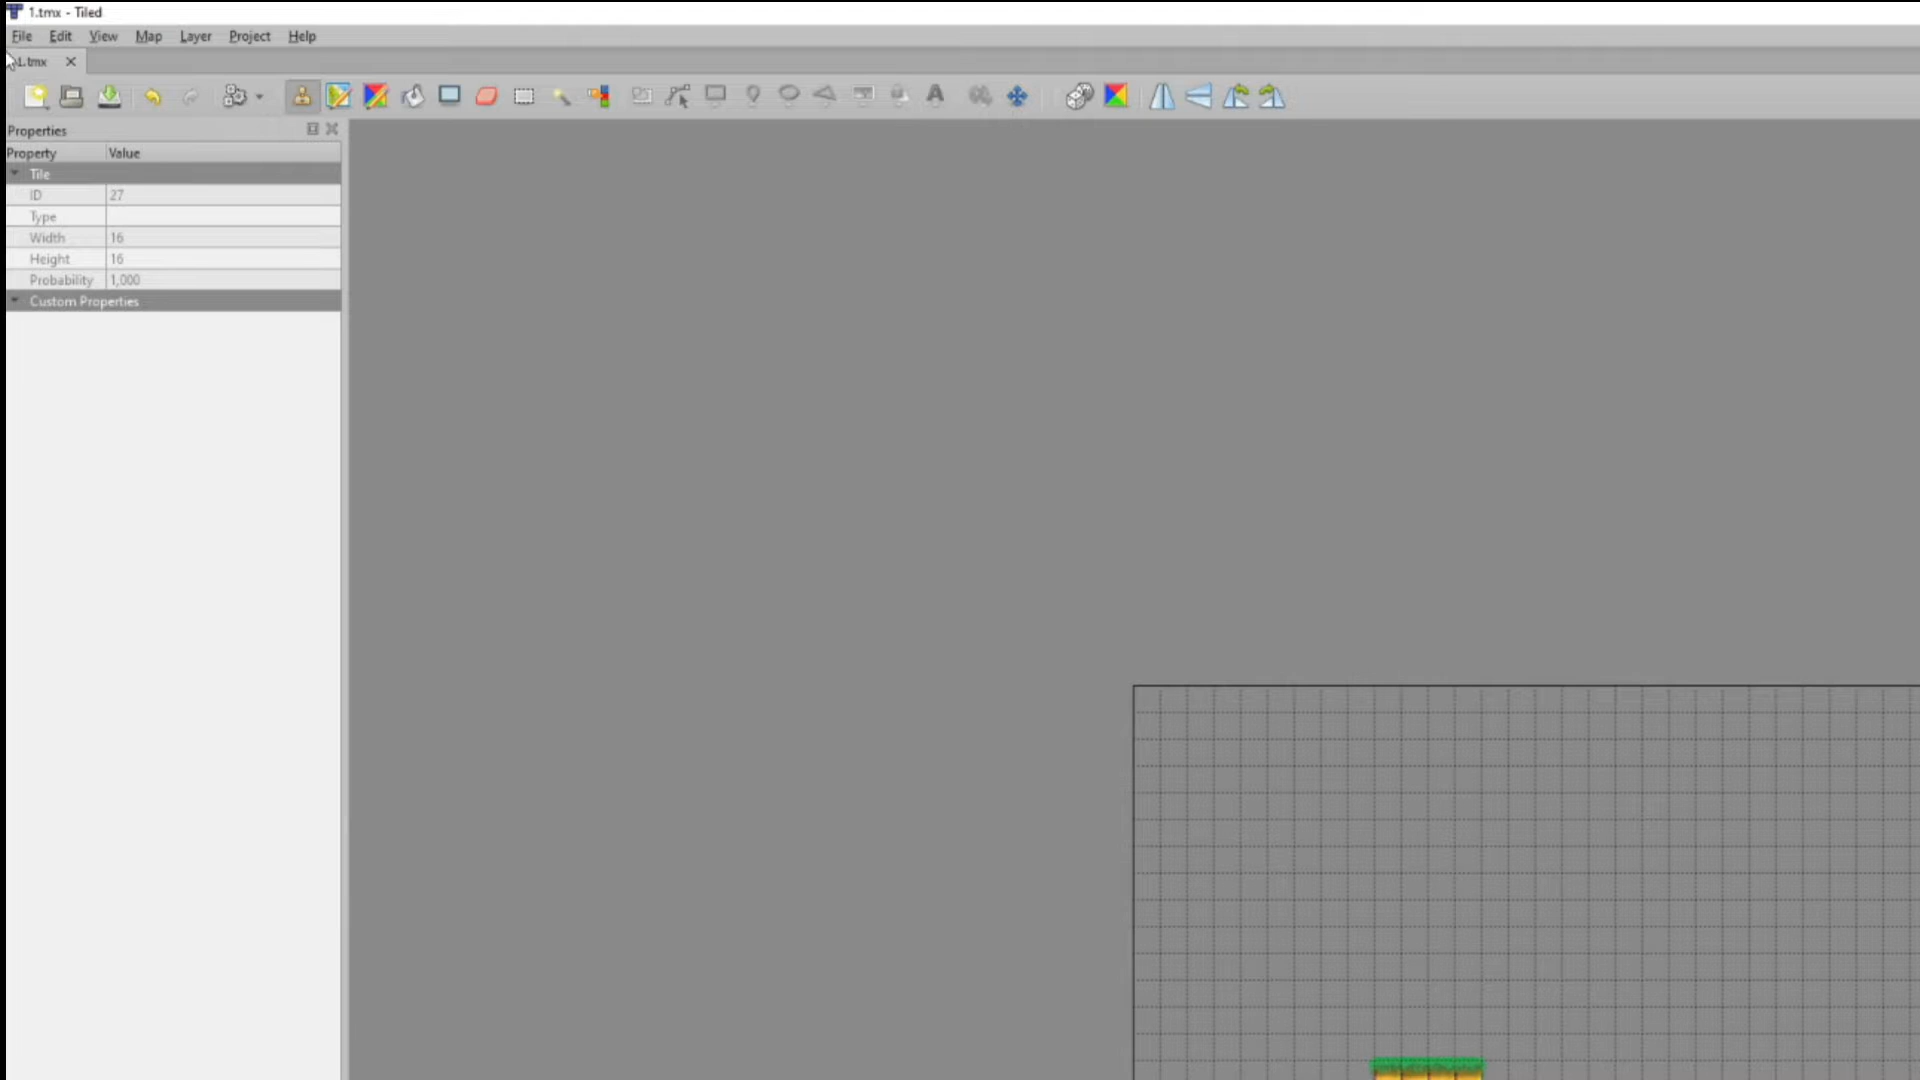 1.tmx - Tiled
File Edit View Map Layer Project Help
1.tmx
Properties
Property Value
Tile
ID 27
Type
Width 16
Height 16
Probability 1,000
Custom Properties